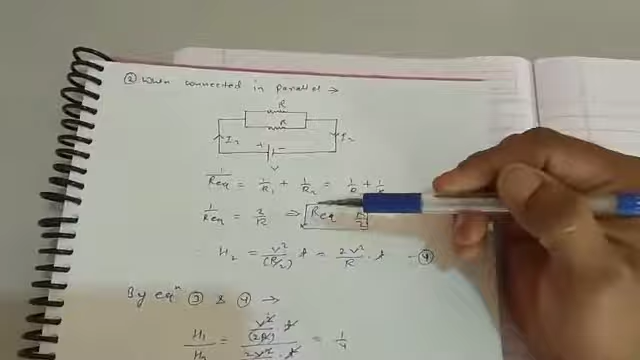 ② When connected in parallel →
R
R
I₂ I₂
+ -
V
1/Req = 1/R₁ + 1/R₂ = 1/R + 1/R
1/Req = 2/R ⇒ Req = R/2
H₂ = V²/(R/2) t = 2V²/R . t - ④
By eqⁿ ③ & ④ →
H₁/H₂ = V²/(2R) t / 2V² t = 1/4